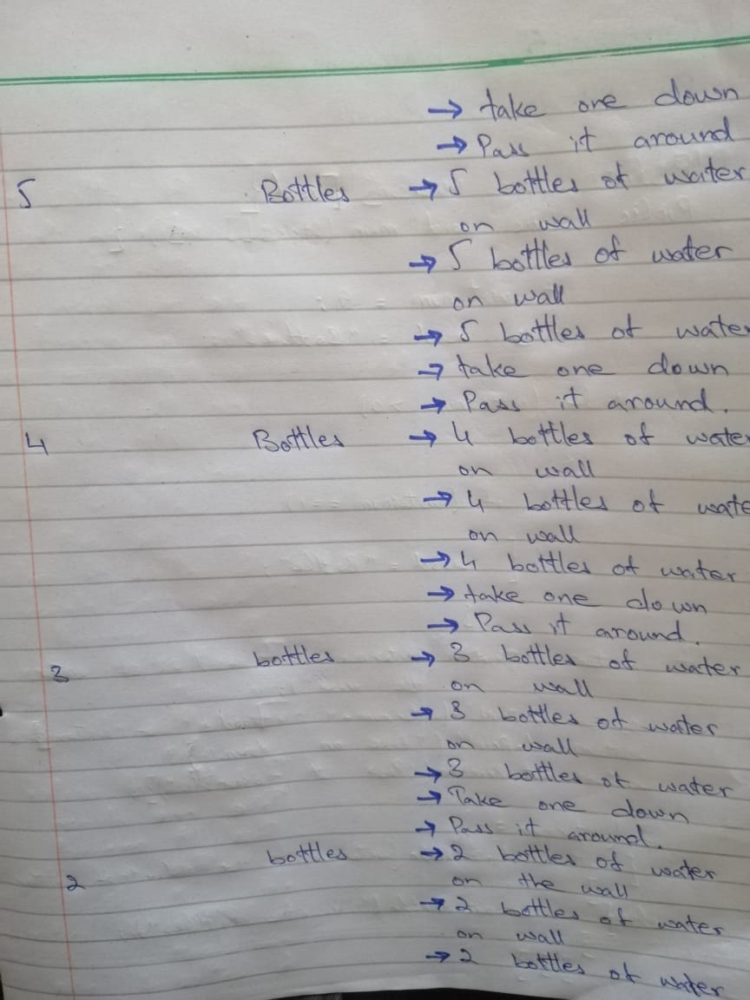 → take one down
→ Pass it around
5 Bottles → 5 bottles of water
on wall
→ 5 bottles of water
on wall
→ 5 bottles of water
→ take one down
→ Pass it around.
4 Bottles → 4 bottles of water
on wall
→ 4 bottles of wate
on wall
→ 4 bottles of water
→ take one down
→ Pass it around.
3 bottles → 3 bottles of water
on wall
→ 3 bottles of water
on wall
→ 3 bottles of water
→ Take one down
→ Pass it around.
2 bottles → 2 bottles of water
on the wall
→ 2 bottles of water
on wall
→ 2 bottles of water